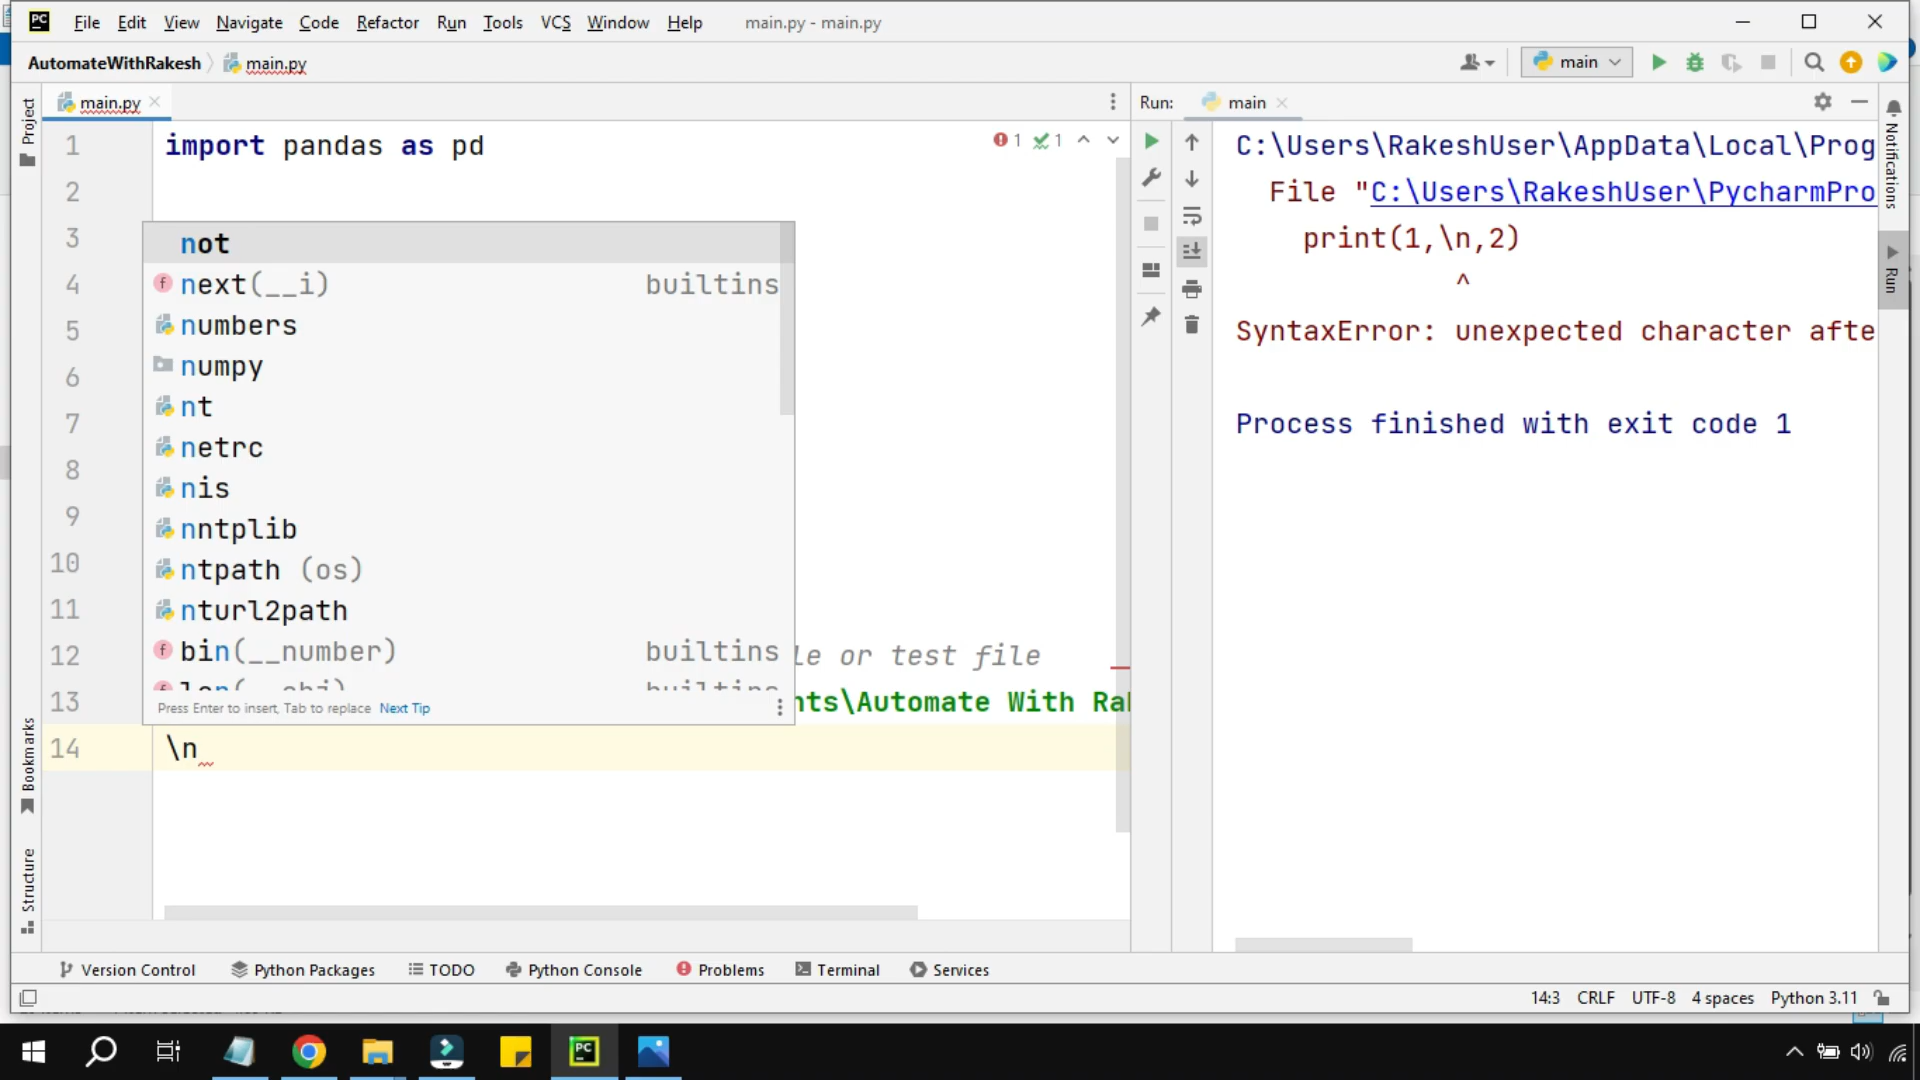 File Edit View Navigate Code Refactor Run Tools VCS Window Help main.py - main.py
AutomateWithRakesh main.py main
main.py Run: main
Project
Notifications
Run
Bookmarks
Structure
1 import pandas as pd
1 1
2
3
4
5
6
7
8
9
10
11
12 le or test file
13 nts\Automate With Ra
14 \n
not
next(__i) builtins
numbers
numpy
nt
netrc
nis
nntplib
ntpath (os)
nturl2path
bin(__number) builtins
len(__obj) builtins
Press Enter to insert, Tab to replace Next Tip
C:\Users\RakeshUser\AppData\Local\Prog
File "C:\Users\RakeshUser\PycharmPro
print(1,\n,2)
^
SyntaxError: unexpected character afte
Process finished with exit code 1
Version Control Python Packages TODO Python Console Problems Terminal Services
14:3 CRLF UTF-8 4 spaces Python 3.11
PC